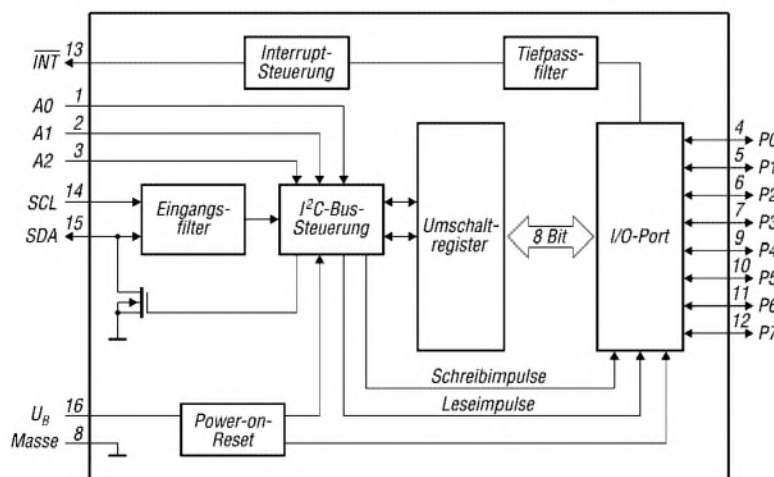 INT 13
Interrupt-
Steuerung
Tiefpass-
filter
A0 1
A1 2
A2 3
SCL 14
SDA 15
Eingangs-
filter
I²C-Bus-
Steuerung
Umschalt-
register
8 Bit
I/O-Port
4 P0
5 P1
6 P2
7 P3
9 P4
10 P5
11 P6
12 P7
Schreibimpulse
Leseimpulse
UB 16
Masse 8
Power-on-
Reset